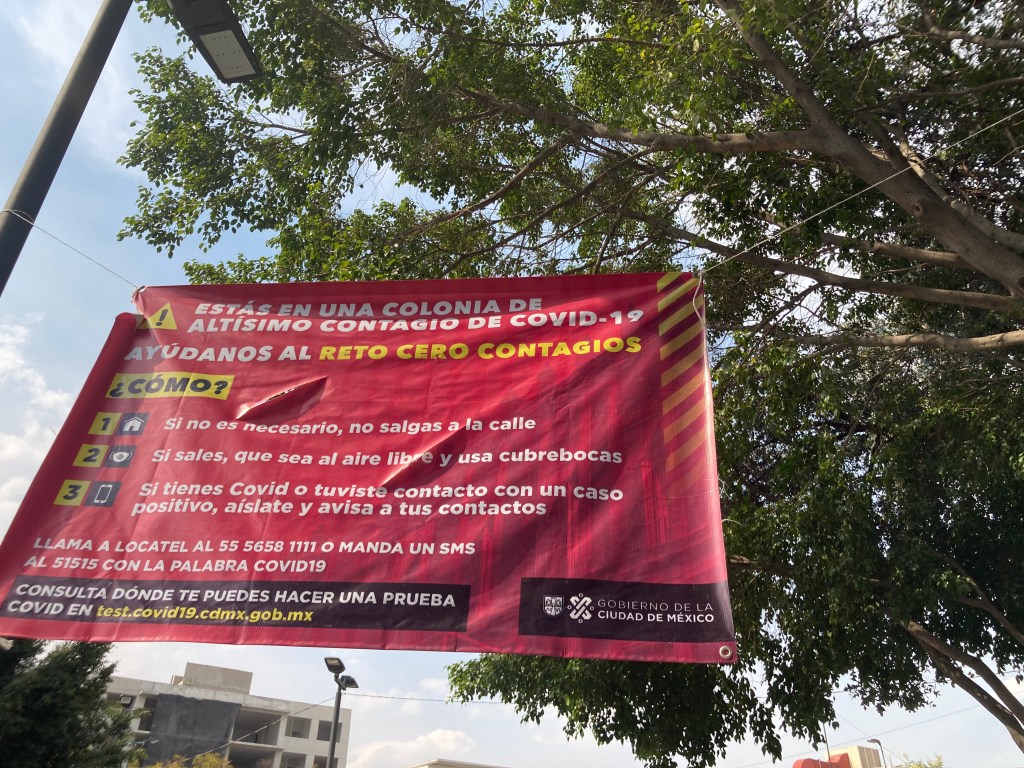 ESTÁS EN UNA COLONIA DE
ALTÍSIMO CONTAGIO DE COVID-19
AYÚDANOS AL RETO CERO CONTAGIOS
¿CÓMO?
1 Si no es necesario, no salgas a la calle
2 Si sales, que sea al aire libre y usa cubrebocas
3 Si tienes Covid o tuviste contacto con un caso
positivo, aíslate y avisa a tus contactos
LLAMA A LOCATEL AL 55 5658 1111 O MANDA UN SMS
AL 51515 CON LA PALABRA COVID19
CONSULTA DÓNDE TE PUEDES HACER UNA PRUEBA
COVID EN test.covid19.cdmx.gob.mx
GOBIERNO DE LA
CIUDAD DE MÉXICO